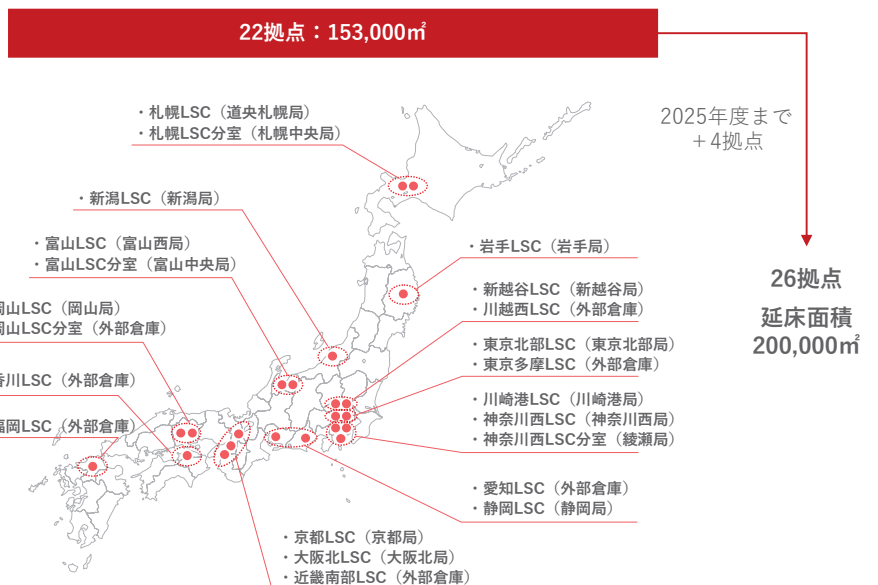 22拠点：153,000㎡
2025年度まで
＋4拠点
・札幌LSC（道央札幌局）
・札幌LSC分室（札幌中央局）
・新潟LSC（新潟局）
・富山LSC（富山西局）
・富山LSC分室（富山中央局）
岡山LSC（岡山局）
岡山LSC分室（外部倉庫）
香川LSC（外部倉庫）
福岡LSC（外部倉庫）
・岩手LSC（岩手局）
・新越谷LSC（新越谷局）
・川越西LSC（外部倉庫）
・東京北部LSC（東京北部局）
・東京多摩LSC（外部倉庫）
・川崎港LSC（川崎港局）
・神奈川西LSC（神奈川西局）
・神奈川西LSC分室（綾瀬局）
・愛知LSC（外部倉庫）
・静岡LSC（静岡局）
・京都LSC（京都局）
・大阪北LSC（大阪北局）
・近畿南部LSC（外部倉庫）
26拠点
延床面積
200,000㎡